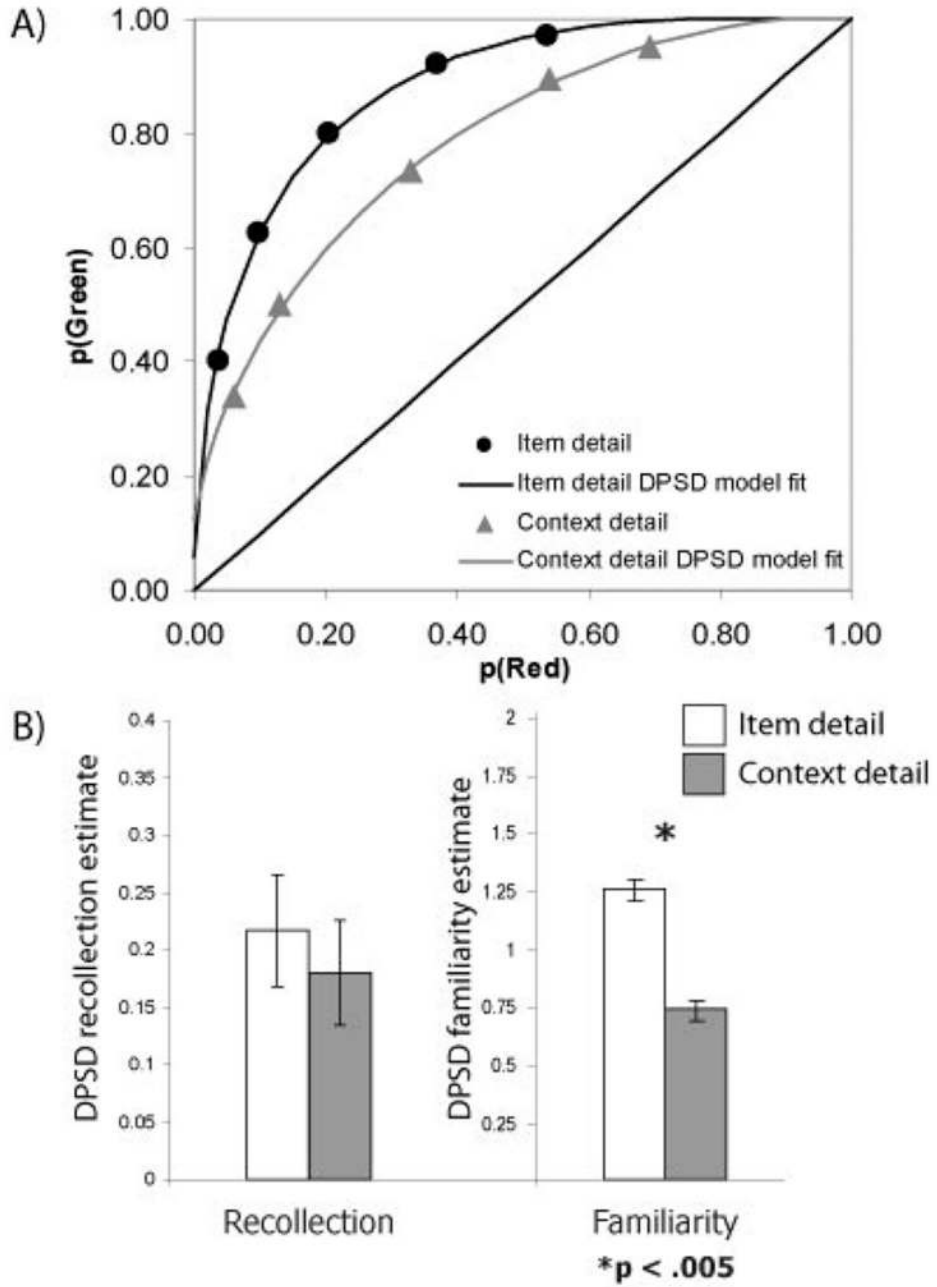 A)
1.00
0.80
0.60
0.40
0.20
0.00
p(Green)
Item detail
Item detail DPSD model fit
Context detail
Context detail DPSD model fit
0.00 0.20 0.40 0.60 0.80 1.00
p(Red)
B)
0.4
0.35
0.3
0.25
0.2
0.15
0.1
0.05
0
DPSD recollection estimate
Recollection
2
1.75
1.5
1.25
1
0.75
0.5
0.25
DPSD familiarity estimate
Item detail
Context detail
*
Familiarity
*p < .005